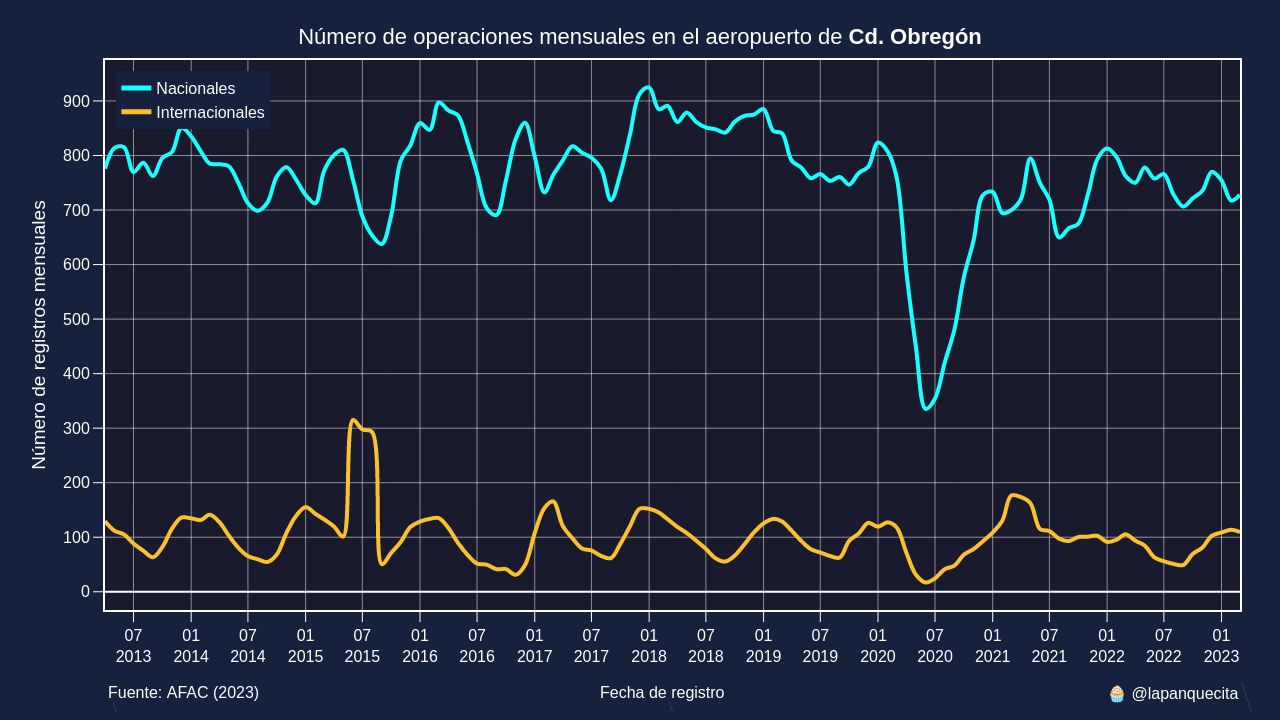 Número de operaciones mensuales en el aeropuerto de Cd. Obregón
Nacionales
Internacionales
Número de registros mensuales
900
800
700
600
500
400
300
200
100
0
07 01 07 01 07 01 07 01 07 01 07 01 07 01 07 01 07 01 07 01
2013 2014 2014 2015 2015 2016 2016 2017 2017 2018 2018 2019 2019 2020 2020 2021 2021 2022 2022 2023
Fuente: AFAC (2023) Fecha de registro 🧁 @lapanquecita